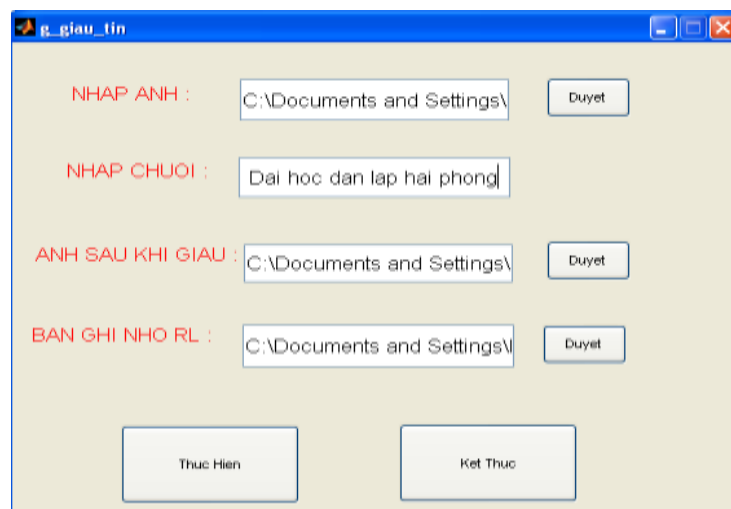 g_giau_tin
NHAP ANH : C:\Documents and Settings\ Duyet
NHAP CHUOI : Dai hoc dan lap hai phong
ANH SAU KHI GIAU : C:\Documents and Settings\ Duyet
BAN GHI NHO RL : C:\Documents and Settings\ Duyet
Thuc Hien Ket Thuc